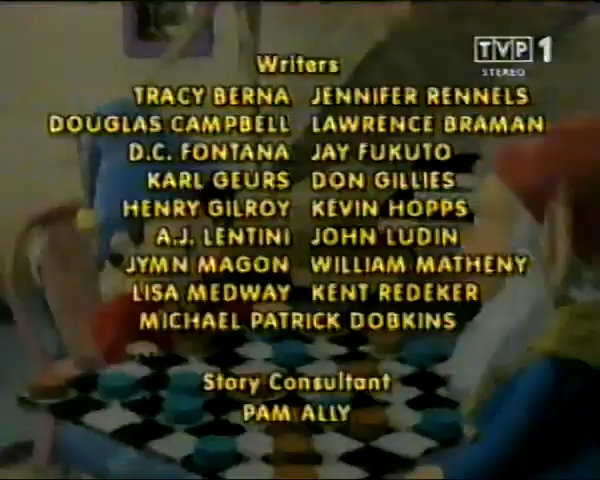 TVP 1
STEREO
Writers
TRACY BERNA JENNIFER RENNELS
DOUGLAS CAMPBELL LAWRENCE BRAMAN
D.C. FONTANA JAY FUKUTO
KARL GEURS DON GILLIES
HENRY GILROY KEVIN HOPPS
A.J. LENTINI JOHN LUDIN
JYMN MAGON WILLIAM MATHENY
LISA MEDWAY KENT REDEKER
MICHAEL PATRICK DOBKINS
Story Consultant
PAM ALLY